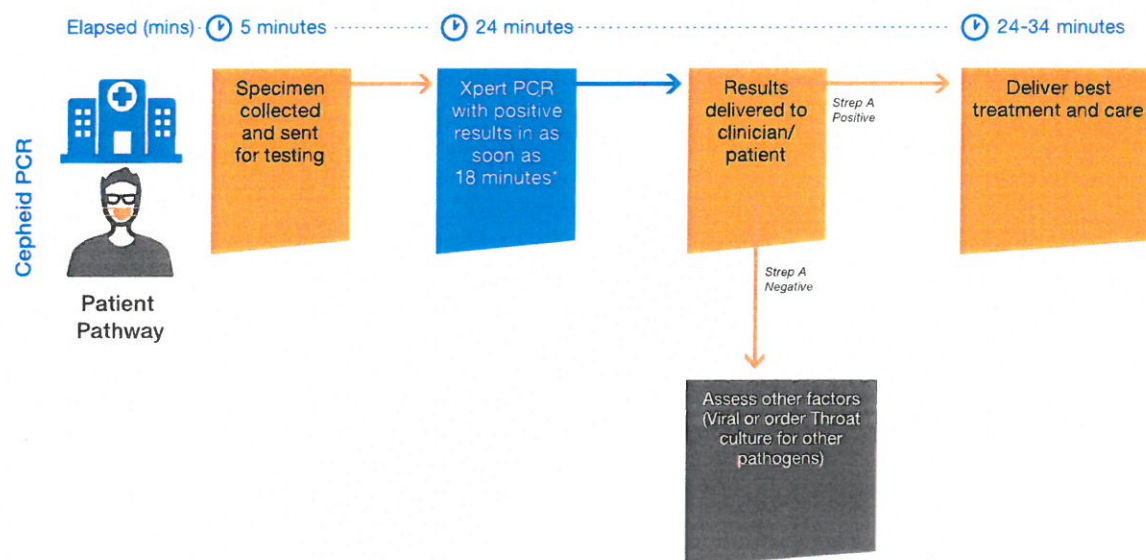 Elapsed (mins) 5 minutes 24 minutes 24-34 minutes
Cepheid PCR
Patient
Pathway
Specimen
collected
and sent
for testing
Xpert PCR
with positive
results in as
soon as
18 minutes*
Results
delivered to
clinician/
patient
Strep A
Positive
Deliver best
treatment and care
Strep A
Negative
Assess other factors
(Viral or order Throat
culture for other
pathogens)